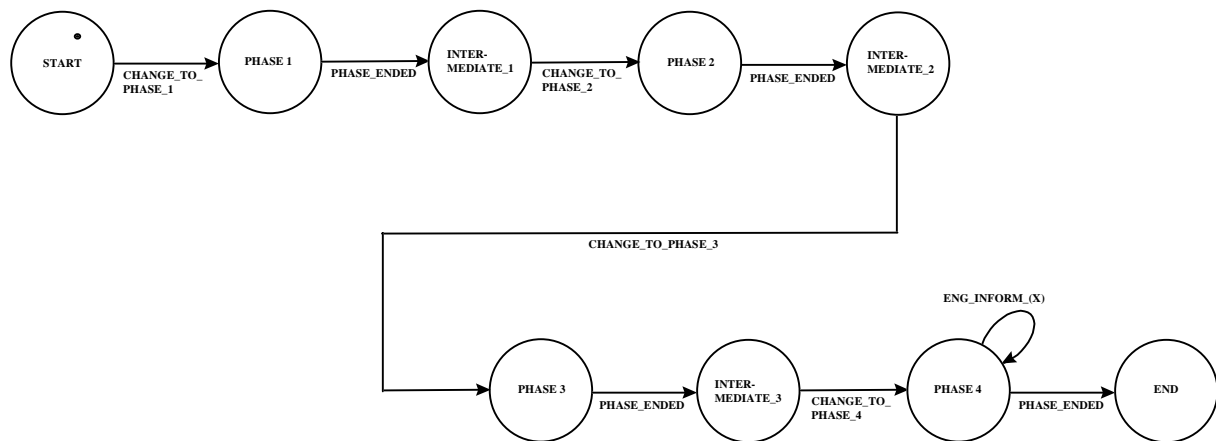 START
CHANGE_TO_
PHASE_1
PHASE 1
PHASE_ENDED
INTER-
MEDIATE_1
CHANGE_TO_
PHASE_2
PHASE 2
PHASE_ENDED
INTER-
MEDIATE_2
CHANGE_TO_PHASE_3
PHASE 3
PHASE_ENDED
INTER-
MEDIATE_3
CHANGE_TO_
PHASE_4
ENG_INFORM_(X)
PHASE 4
PHASE_ENDED
END